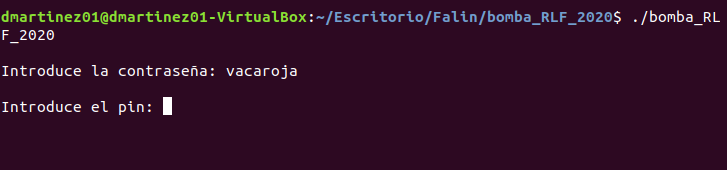 dmartinez01@dmartinez01-VirtualBox:~/Escritorio/Falin/bomba_RLF_2020$ ./bomba_RL
F_2020
Introduce la contraseña: vacaroja
Introduce el pin: